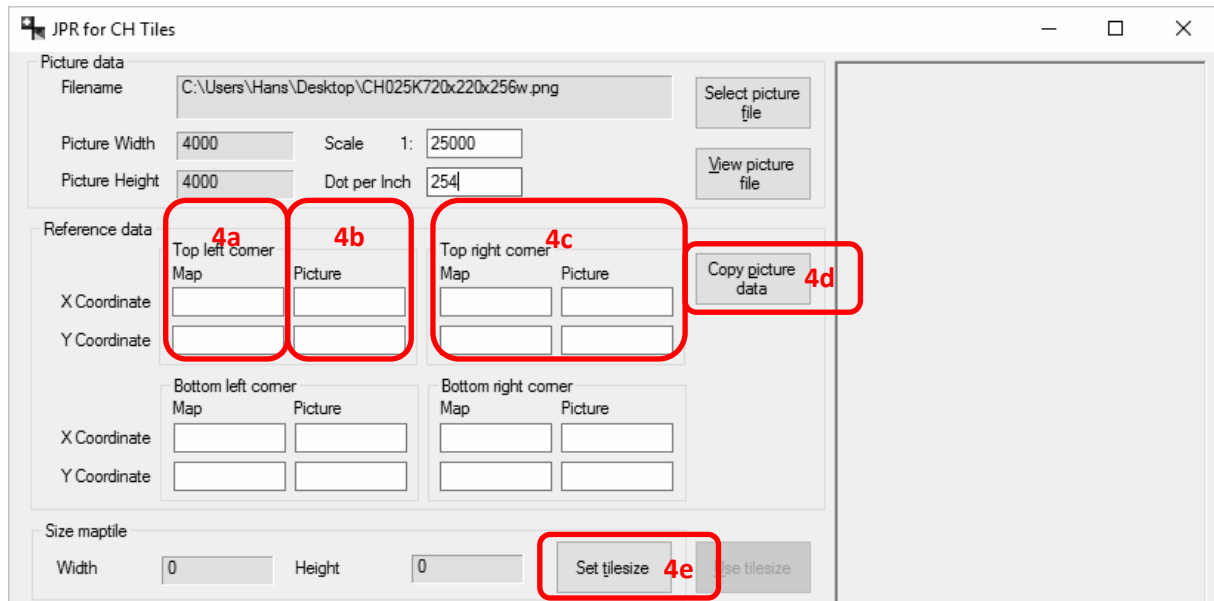 JPR for CH Tiles
Picture data
Filename C:\Users\Hans\Desktop\CH025K720x220x256w.png
Select picture file
Picture Width 4000 Scale 1: 25000
View picture file
Picture Height 4000 Dot per Inch 254
Reference data
4a 4b 4c
Top left corner Top right corner
Map Picture Map Picture
Copy picture data 4d
X Coordinate
Y Coordinate
Bottom left corner Bottom right corner
Map Picture Map Picture
X Coordinate
Y Coordinate
Size maptile
Width 0 Height 0 Set tilesize 4e Use tilesize